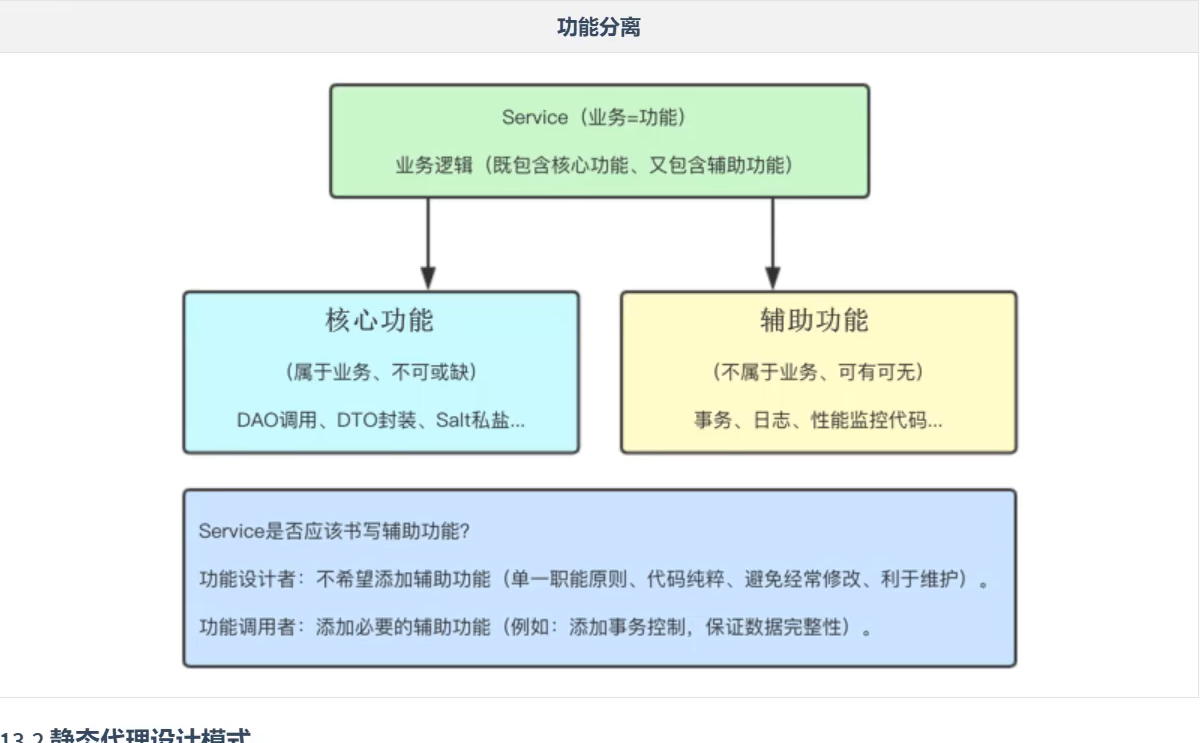 功能分离
Service（业务=功能）
业务逻辑（既包含核心功能、又包含辅助功能）
核心功能
（属于业务、不可或缺）
DAO调用、DTO封装、Salt私盐...
辅助功能
（不属于业务、可有可无）
事务、日志、性能监控代码...
Service是否应该书写辅助功能?
功能设计者：不希望添加辅助功能（单一职能原则、代码纯粹、避免经常修改、利于维护）。
功能调用者：添加必要的辅助功能（例如：添加事务控制，保证数据完整性）。
13.2 静态代理设计模式